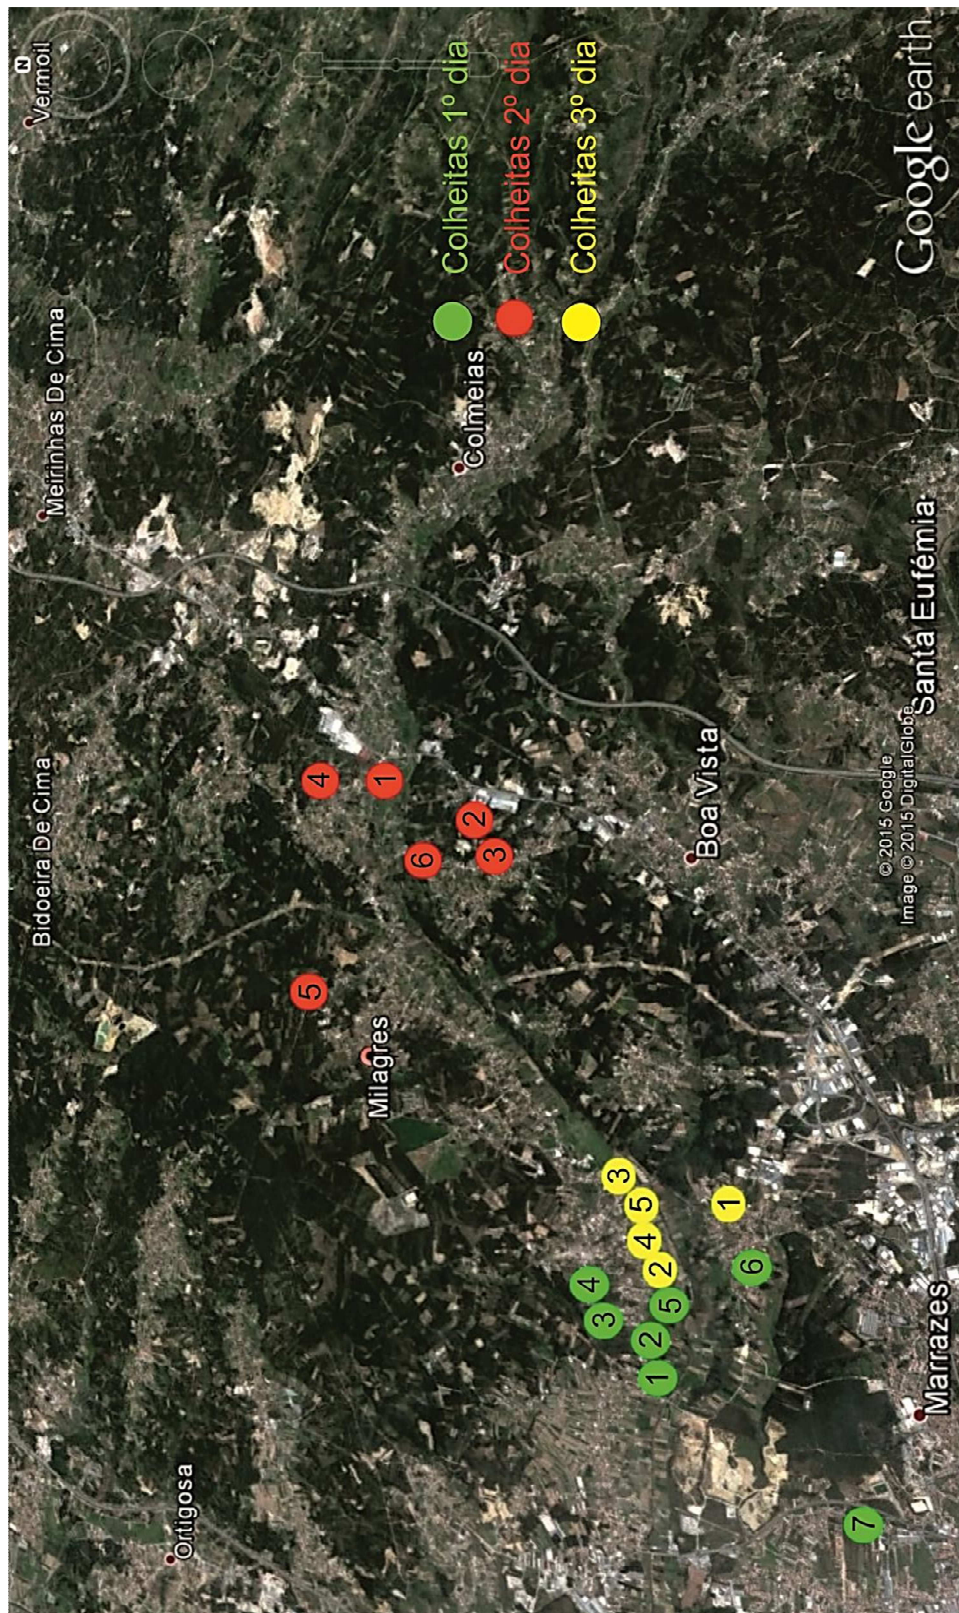 N
Vermoil
Meirinhas De Cima
Bidoeira De Cima
Colheitas 1º dia
Colheitas 2º dia
Colheitas 3º dia
Colmeias
Milagres
Ortigosa
Boa Vista
Santa Eufémia
Marrazes
4
1
2
6
3
5
3
5
4
2
1
4
3
5
2
1
6
7
© 2015 Google
Image © 2015 DigitalGlobe
Google earth